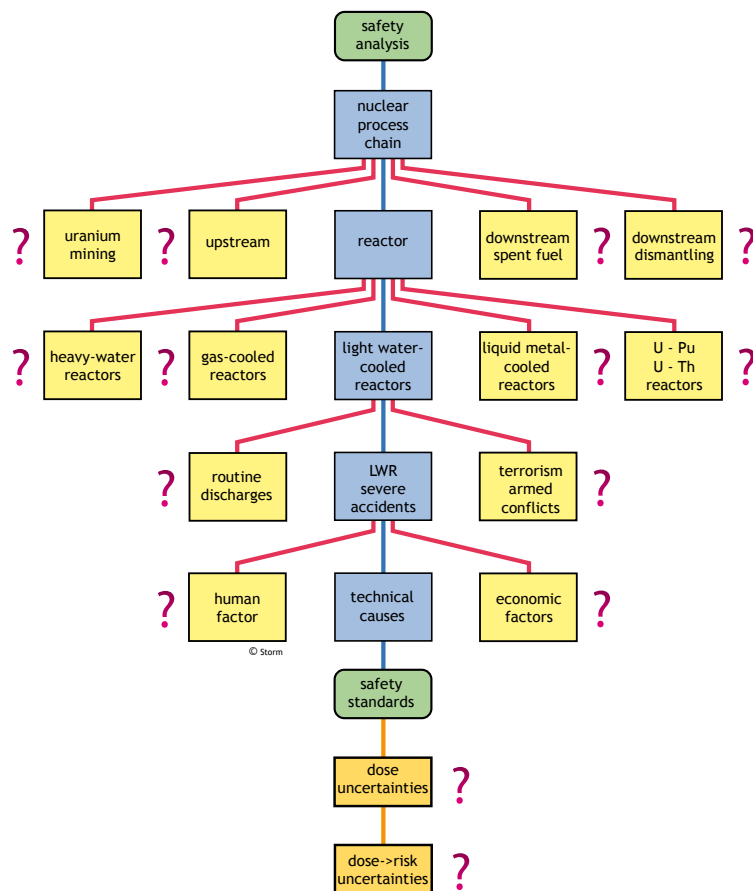 safety
analysis
nuclear
process
chain
? uranium
mining
? upstream
reactor
downstream
spent fuel
? downstream
dismantling
?
? heavy-water
reactors
? gas-cooled
reactors
light water-
cooled
reactors
liquid metal-
cooled
reactors
? U - Pu
U - Th
reactors
?
? routine
discharges
LWR
severe
accidents
terrorism
armed
conflicts
?
? human
factor
technical
causes
economic
factors
?
© Storm
safety
standards
dose
uncertainties
?
dose->risk
uncertainties
?